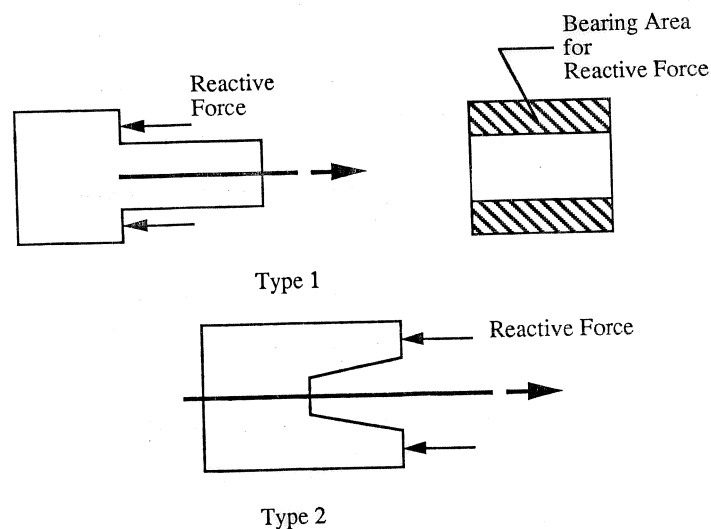 Bearing Area
for
Reactive Force
Reactive
Force
Type 1
Reactive Force
Type 2